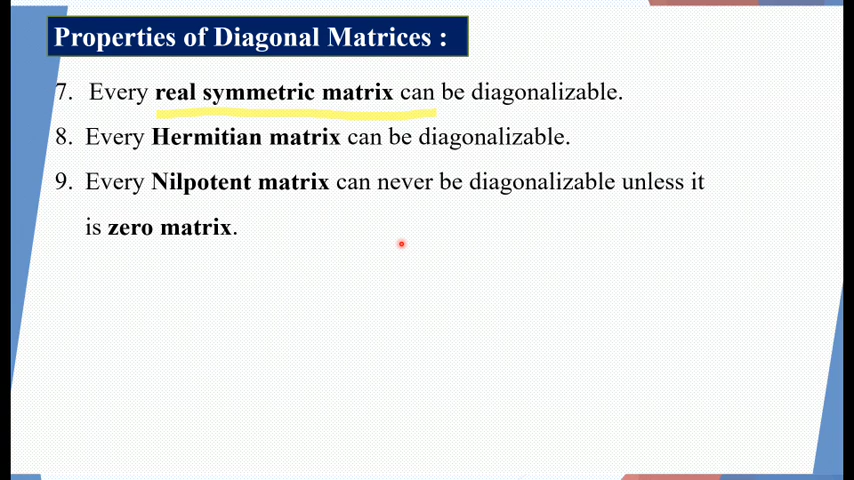 Properties of Diagonal Matrices :
7. Every real symmetric matrix can be diagonalizable.
8. Every Hermitian matrix can be diagonalizable.
9. Every Nilpotent matrix can never be diagonalizable unless it
is zero matrix.